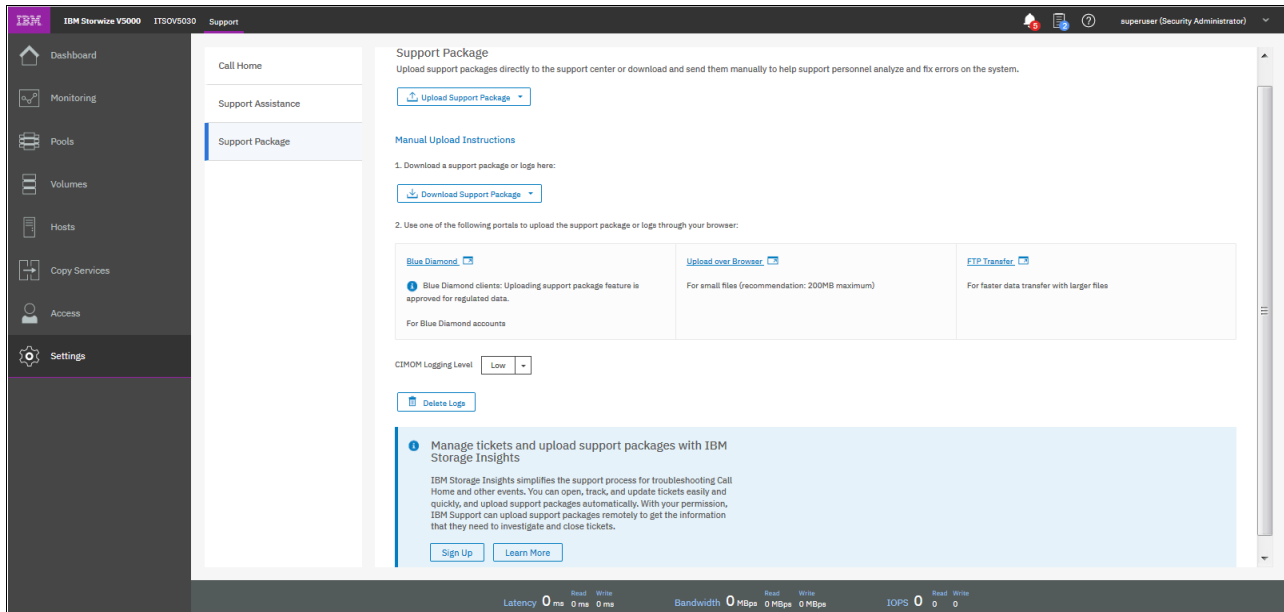 IBM
IBM Storwize V5000 ITSOV5030 Support
5
2
superuser (Security Administrator)
Dashboard
Monitoring
Pools
Volumes
Hosts
Copy Services
Access
Settings
Call Home
Support Assistance
Support Package
Support Package
Upload support packages directly to the support center or download and send them manually to help support personnel analyze and fix errors on the system.
Upload Support Package
Manual Upload Instructions
1. Download a support package or logs here:
Download Support Package
2. Use one of the following portals to upload the support package or logs through your browser:
Blue Diamond
Blue Diamond clients: Uploading support package feature is
approved for regulated data.
For Blue Diamond accounts
Upload over Browser
For small files (recommendation: 200MB maximum)
FTP Transfer
For faster data transfer with larger files
CIMOM Logging Level Low
Delete Logs
Manage tickets and upload support packages with IBM
Storage Insights
IBM Storage Insights simplifies the support process for troubleshooting Call
Home and other events. You can open, track, and update tickets easily and
quickly, and upload support packages automatically. With your permission,
IBM Support can upload support packages remotely to get the information
that they need to investigate and close tickets.
Sign Up Learn More
Read Write Read Write Read Write
Latency 0 ms 0 ms 0 ms Bandwidth 0 MBps 0 MBps 0 MBps IOPS 0 0 0